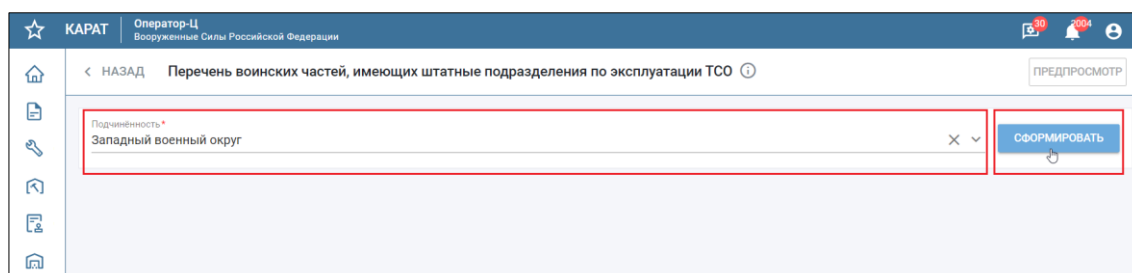 КАРАТ
Оператор-Ц
Вооруженные Силы Российской Федерации
30
2004
< НАЗАД Перечень воинских частей, имеющих штатные подразделения по эксплуатации ТСО
ПРЕДПРОСМОТР
Подчинённость*
Западный военный округ
СФОРМИРОВАТЬ